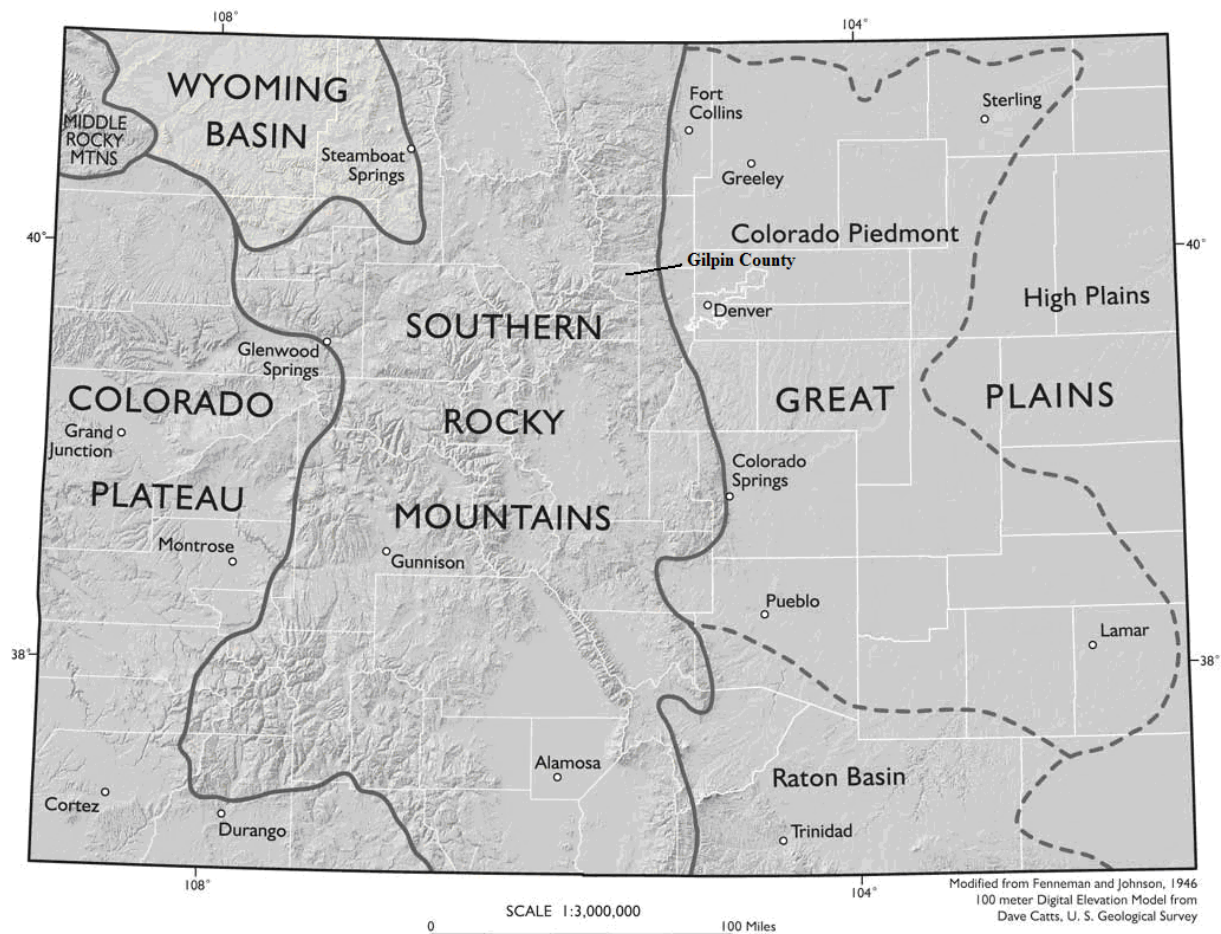 108°
104°
WYOMING
BASIN
MIDDLE
ROCKY
MTNS
Steamboat
Springs
Fort
Collins
Sterling
Greeley
40°
40°
Colorado Piedmont
Gilpin County
High Plains
Denver
SOUTHERN
Glenwood
Springs
COLORADO
ROCKY
GREAT
PLAINS
Grand
Junction
Colorado
Springs
PLATEAU
MOUNTAINS
Montrose
Gunnison
Pueblo
Lamar
38°
38°
Alamosa
Raton Basin
Cortez
Durango
Trinidad
108°
104°
Modified from Fenneman and Johnson, 1946
100 meter Digital Elevation Model from
Dave Catts, U. S. Geological Survey
SCALE 1:3,000,000
0 100 Miles